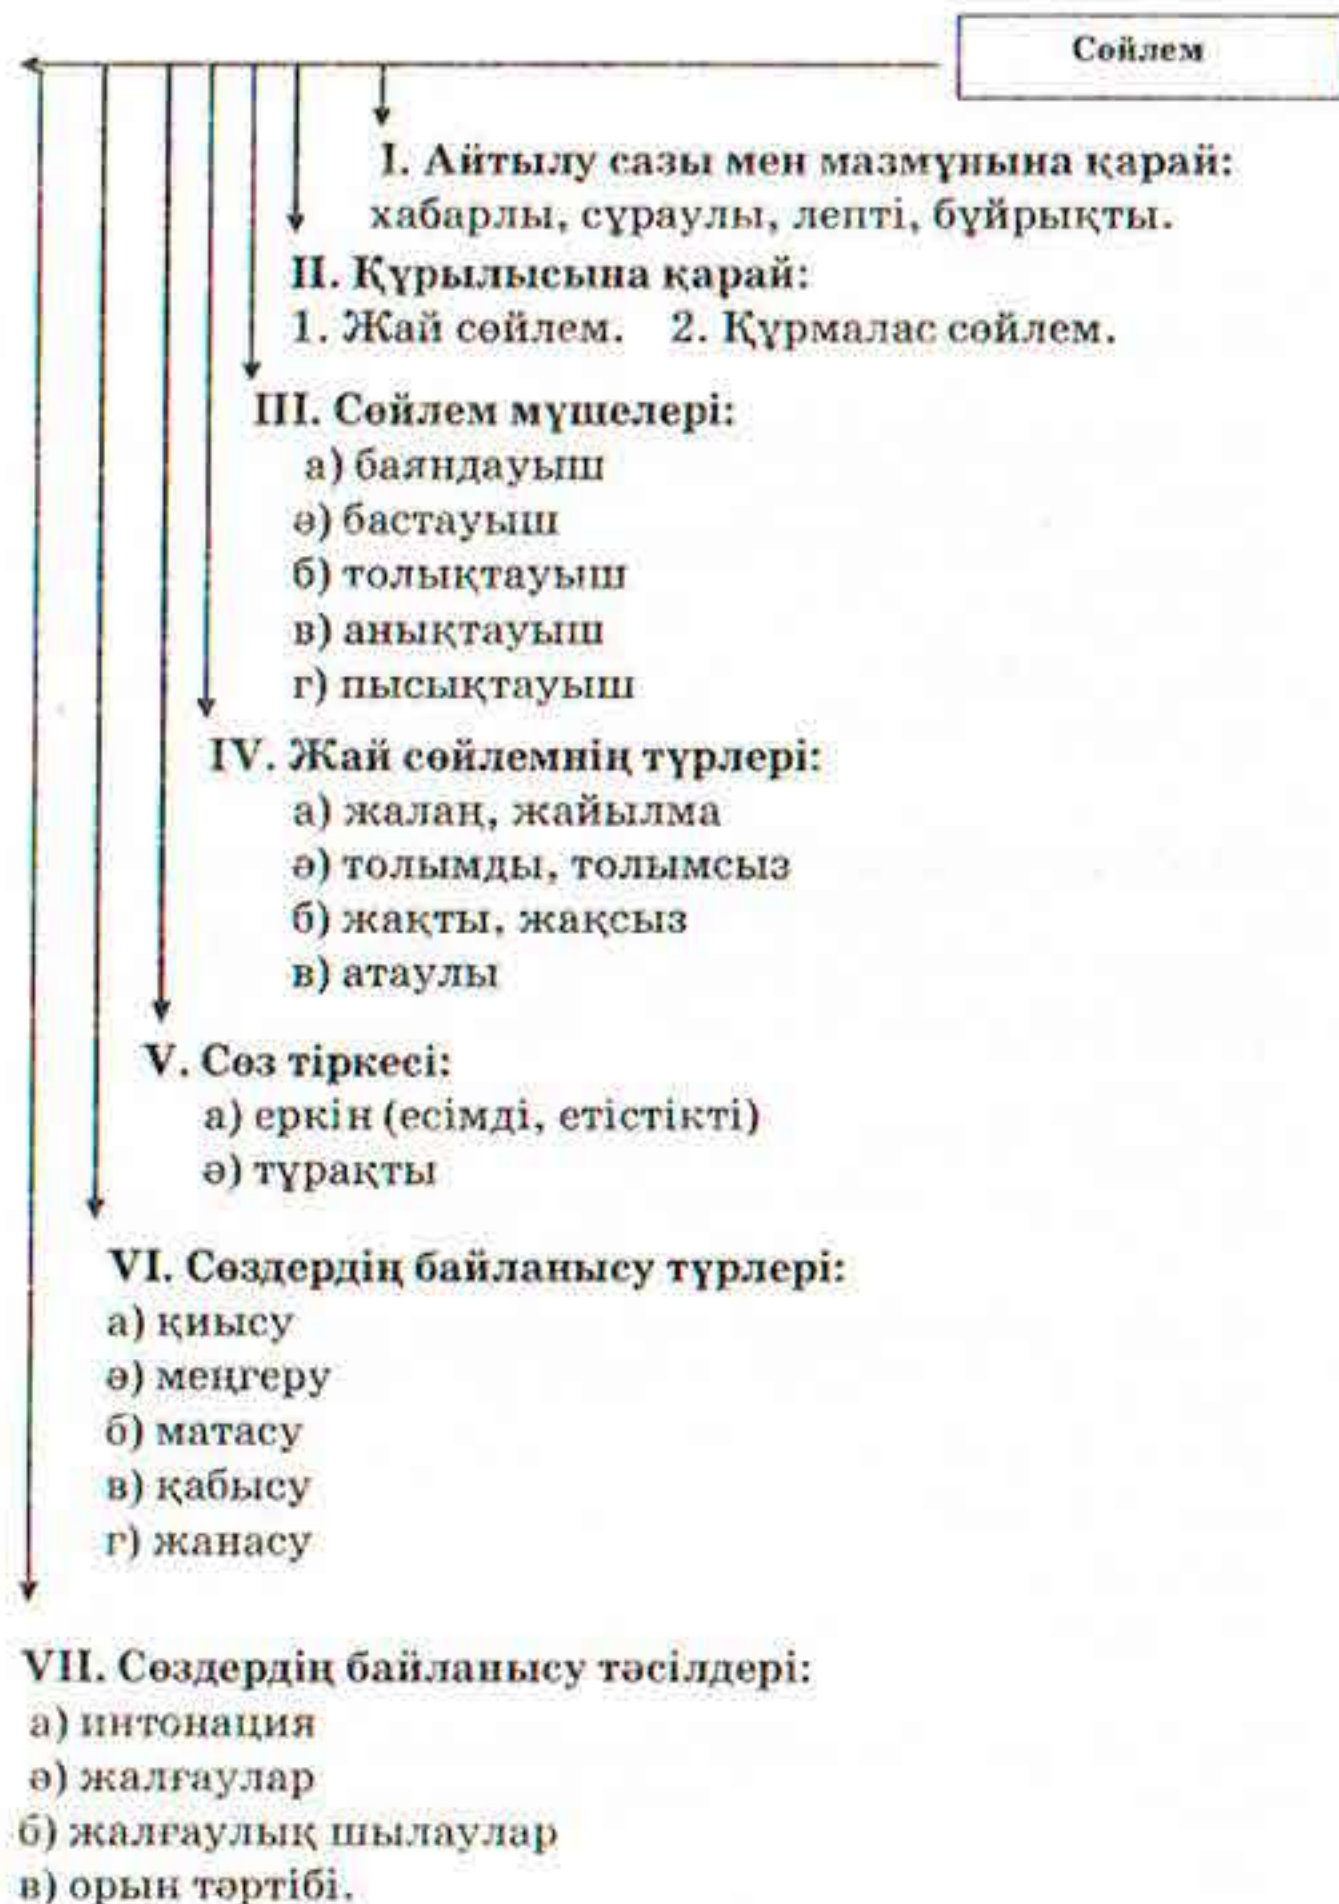 Сөйлем
I. Айтылу сазы мен мазмұнына қарай:
хабарлы, сұраулы, лепті, бұйрықты.
II. Құрылысына қарай:
1. Жай сөйлем. 2. Құрмалас сөйлем.
III. Сөйлем мүшелері:
а) баяндауыш
ә) бастауыш
б) толықтауыш
в) анықтауыш
г) пысықтауыш
IV. Жай сөйлемнің түрлері:
а) жалаң, жайылма
ә) толымды, толымсыз
б) жақты, жақсыз
в) атаулы
V. Сөз тіркесі:
а) еркін (есімді, етістікті)
ә) тұрақты
VI. Сөздердің байланысу түрлері:
а) қиысу
ә) меңгеру
б) матасу
в) қабысу
г) жанасу
VII. Сөздердің байланысу тәсілдері:
а) интонация
ә) жалғаулар
б) жалғаулық шылаулар
в) орын тәртібі.